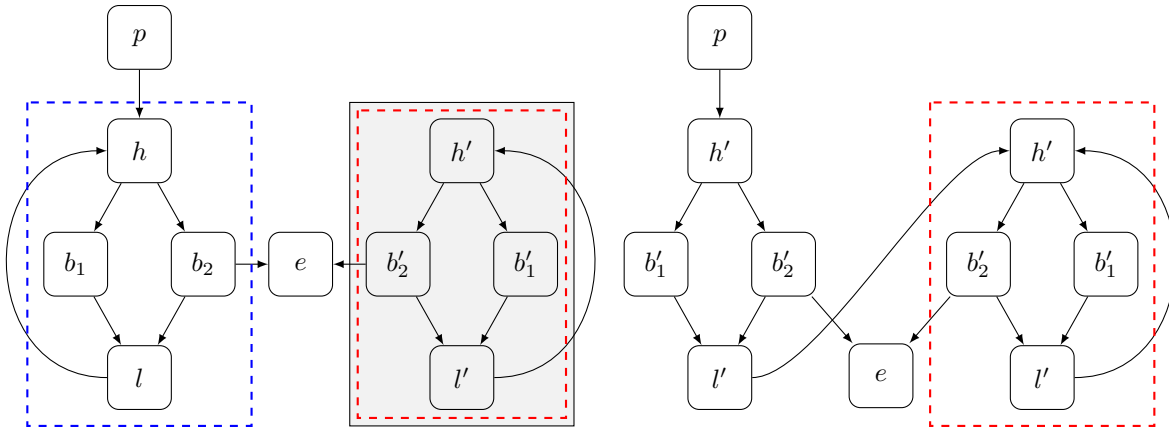 p p
h h′ h′ h′
b₁ b₂ e b′₂ b′₁ b′₁ b′₂ b′₂ b′₁
l l′ l′ e l′